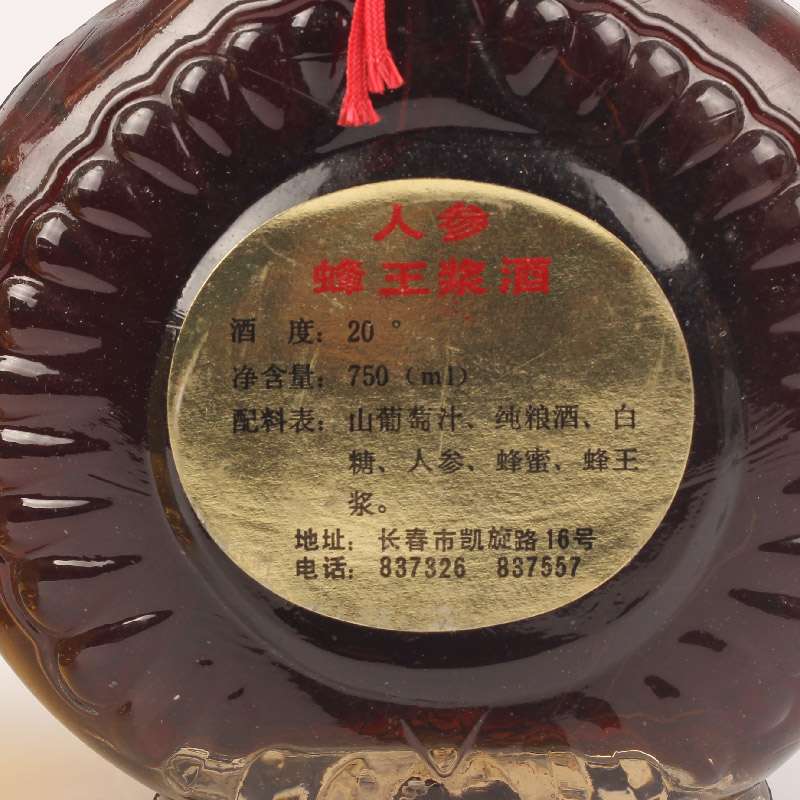 人参
蜂王浆酒
酒 度：20°
净含量：750（ml）
配料表：山葡萄汁、纯粮酒、白
糖、人参、蜂蜜、蜂王
浆。
地址：长春市凯旋路16号
电话：837326 837557